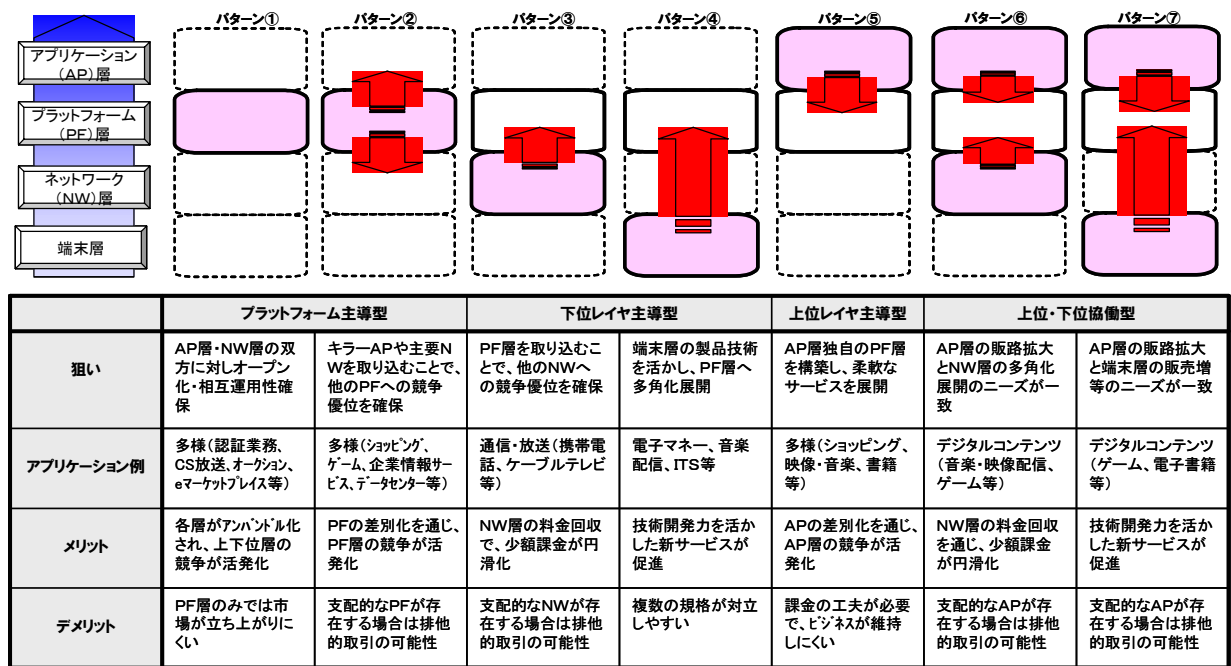 パターン① パターン② パターン③ パターン④ パターン⑤ パターン⑥ パターン⑦
アプリケーション
(AP)層
プラットフォーム
(PF)層
ネットワーク
(NW)層
端末層
プラットフォーム主導型 下位レイヤ主導型 上位レイヤ主導型 上位・下位協働型
狙い
AP層・NW層の双
方に対しオープン
化・相互運用性確
保
キラーAPや主要N
Wを取り込むことで、
他のPFへの競争
優位を確保
PF層を取り込むこ
とで、他のNWへ
の競争優位を確保
端末層の製品技術
を活かし、PF層へ
多角化展開
AP層独自のPF層
を構築し、柔軟な
サービスを展開
AP層の販路拡大
とNW層の多角化
展開のニーズが一
致
AP層の販路拡大
と端末層の販売増
等のニーズが一致
アプリケーション例
多様(認証業務、
CS放送、オークション、
eマーケットプレイス等)
多様(ショッピング、
ゲーム、企業情報サー
ビス、データセンター等)
通信・放送(携帯電
話、ケーブルテレビ
等)
電子マネー、音楽
配信、ITS等
多様(ショッピング、
映像・音楽、書籍
等)
デジタルコンテンツ
(音楽・映像配信、
ゲーム等)
デジタルコンテンツ
(ゲーム、電子書籍
等)
メリット
各層がアンバンドル化
され、上下位層の
競争が活発化
PFの差別化を通じ、
PF層の競争が活
発化
NW層の料金回収
で、少額課金が円
滑化
技術開発力を活か
した新サービスが
促進
APの差別化を通じ、
AP層の競争が活
発化
NW層の料金回収
を通じ、少額課金
が円滑化
技術開発力を活か
した新サービスが
促進
デメリット
PF層のみでは市
場が立ち上がりに
くい
支配的なPFが存
在する場合は排他
的取引の可能性
支配的なNWが存
在する場合は排他
的取引の可能性
複数の規格が対立
しやすい
課金の工夫が必要
で、ビジネスが維持
しにくい
支配的なAPが存
在する場合は排他
的取引の可能性
支配的なAPが存
在する場合は排他
的取引の可能性